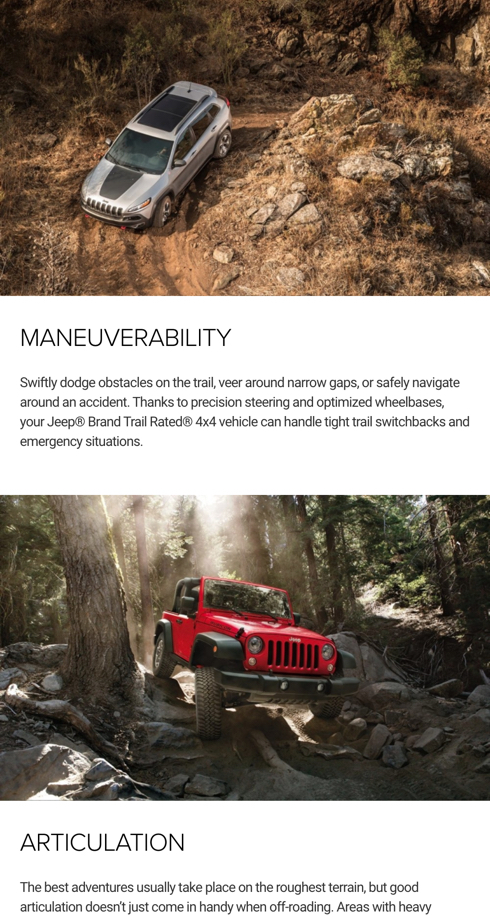 MANEUVERABILITY
Swiftly dodge obstacles on the trail, veer around narrow gaps, or safely navigate
around an accident. Thanks to precision steering and optimized wheelbases,
your Jeep® Brand Trail Rated® 4x4 vehicle can handle tight trail switchbacks and
emergency situations.
Jeep
ARTICULATION
The best adventures usually take place on the roughest terrain, but good
articulation doesn’t just come in handy when off-roading. Areas with heavy